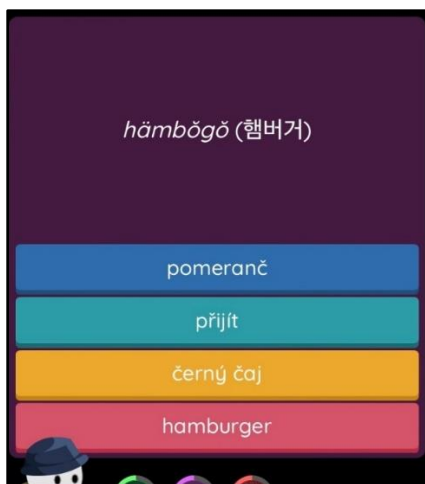 hämbŏgŏ (햄버거)
pomeranč
přijít
černý čaj
hamburger